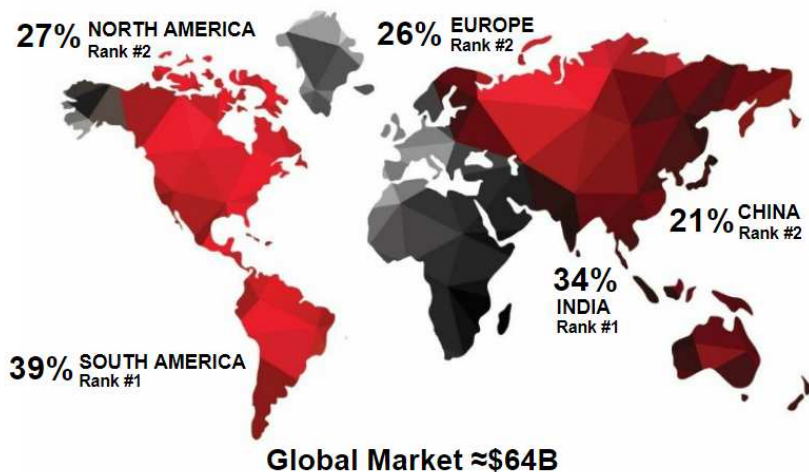 27% NORTH AMERICA
Rank #2
26% EUROPE
Rank #2
21% CHINA
Rank #2
34%
INDIA
Rank #1
39% SOUTH AMERICA
Rank #1
Global Market ≈$64B